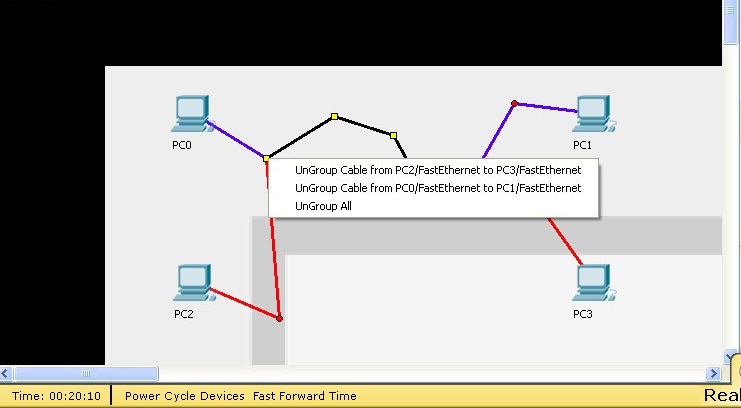 PC0
PC1
UnGroup Cable from PC2/FastEthernet to PC3/FastEthernet
UnGroup Cable from PC0/FastEthernet to PC1/FastEthernet
UnGroup All
PC2
PC3
Time: 00:20:10
Power Cycle Devices Fast Forward Time